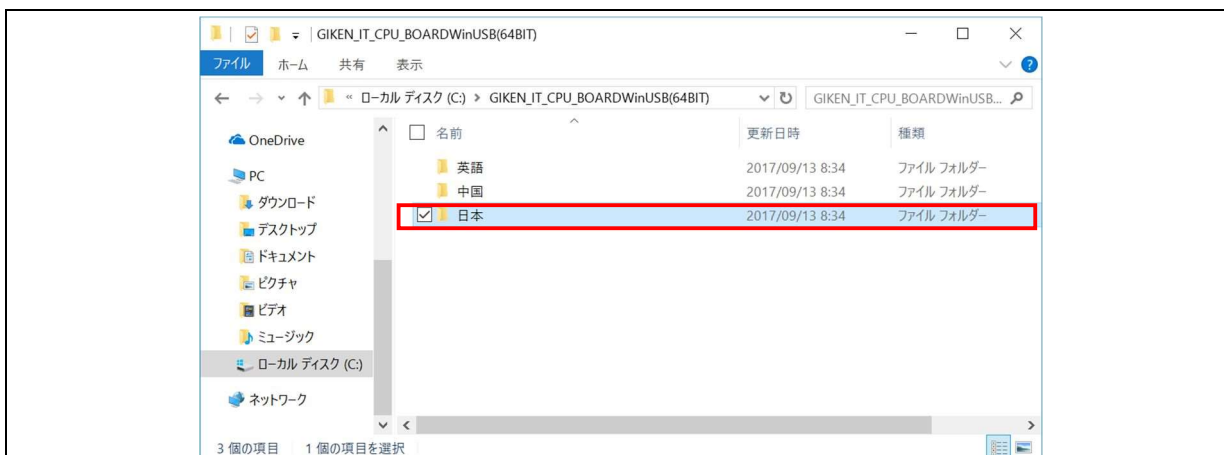 GIKEN_IT_CPU_BOARDWinUSB(64BIT)
ファイル ホーム 共有 表示
« ローカル ディスク (C:) > GIKEN_IT_CPU_BOARDWinUSB(64BIT) GIKEN_IT_CPU_BOARDWinUSB...
OneDrive
PC
ダウンロード
デスクトップ
ドキュメント
ピクチャ
ビデオ
ミュージック
ローカル ディスク (C:)
ネットワーク
名前 更新日時 種類
英語 2017/09/13 8:34 ファイル フォルダー
中国 2017/09/13 8:34 ファイル フォルダー
日本 2017/09/13 8:34 ファイル フォルダー
3 個の項目 1 個の項目を選択